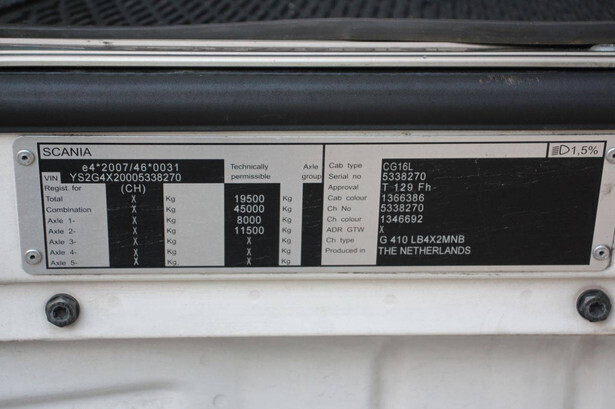 SCANIA 1,5%
e4*2007/46*0031 Technically Axle Cab type CG16L
VIN YS2G4X20005338270 permissible group Serial no 5338270
Regist. for (CH) Approval T 129 Fh
Total X Kg 19500 Kg X Cab colour 1366386
Combination X Kg 45000 Kg X Ch No 5338270
Axle 1- X Kg 8000 Kg X Ch colour 1346692
Axle 2- X Kg 11500 Kg X ADR GTW X
Axle 3- X Kg X Kg X Ch type G 410 LB4X2MNB
Axle 4- X Kg X Kg X Produced in THE NETHERLANDS
Axle 5- X Kg X Kg X